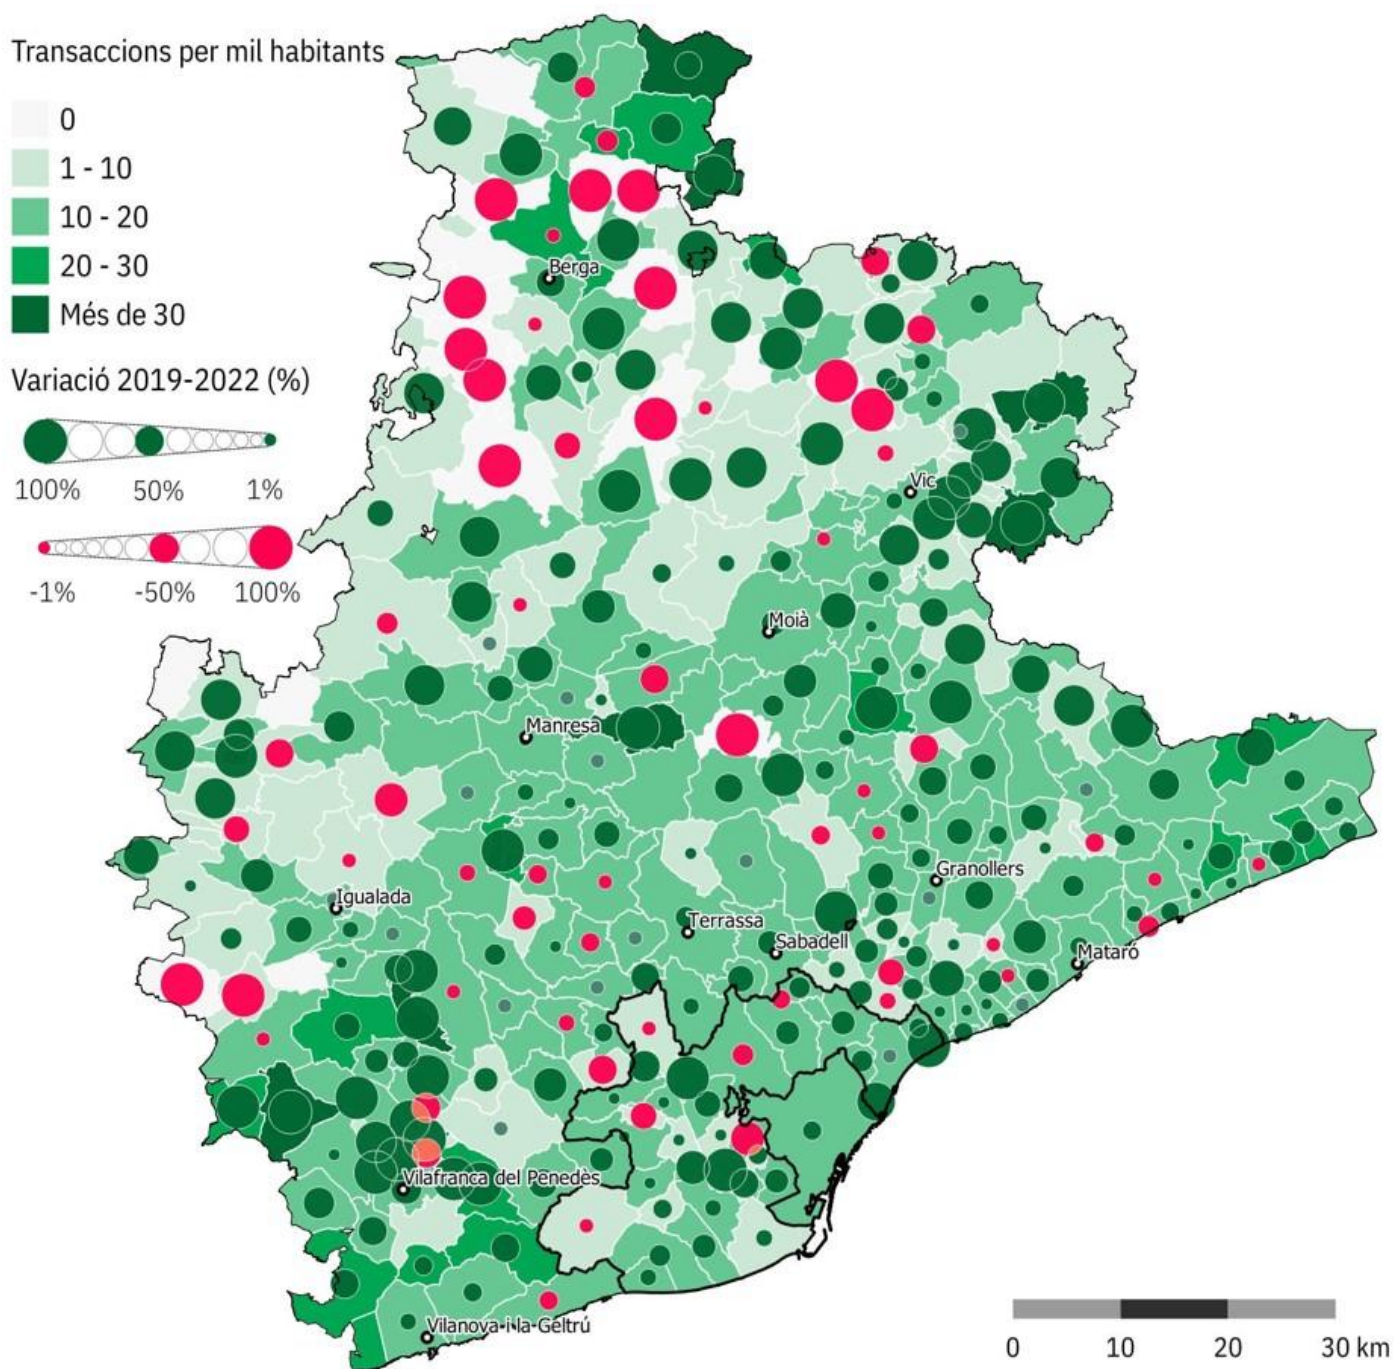 Transaccions per mil habitants
0
1 - 10
10 - 20
20 - 30
Més de 30
Variació 2019-2022 (%)
100% 50% 1%
-1% -50% 100%
Berga
Vic
Moià
Manresa
Igualada
Granollers
Terrassa
Sabadell
Mataró
Vilafranca del Penedès
Vilanova i la Geltrú
0 10 20 30 km